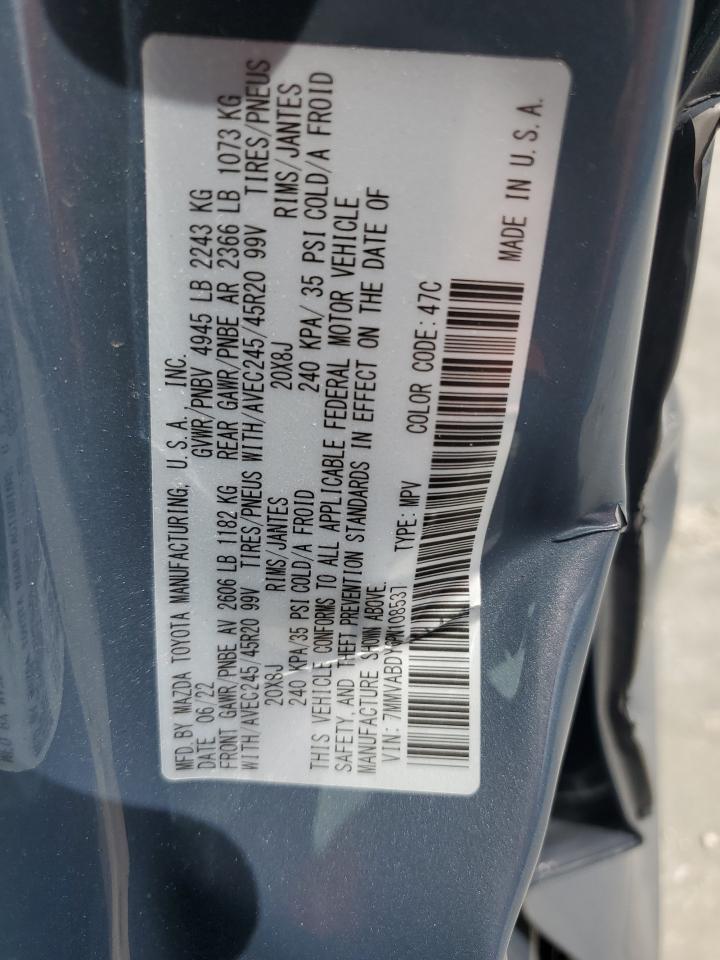 MFD. BY MAZDA TOYOTA MANUFACTURING, U.S.A. INC.
DATE 06/22 GVWR/PNBV 4945 LB 2243 KG
FRONT GAWR/PNBE AV 2606 LB 1182 KG REAR GAWR/PNBE AR 2366 LB 1073 KG
WITH/AVEC245/45R20 99V TIRES/PNEUS WITH/AVEC245/45R20 99V TIRES/PNEUS
20X8J RIMS/JANTES 20X8J RIMS/JANTES
240 KPA/35 PSI COLD/A FROID 240 KPA/ 35 PSI COLD/A FROID
THIS VEHICLE CONFORMS TO ALL APPLICABLE FEDERAL MOTOR VEHICLE
SAFETY, AND THEFT PREVENTION STANDARDS IN EFFECT ON THE DATE OF
MANUFACTURE SHOWN ABOVE.
VIN: TYPE: MPV COLOR CODE: 47C
MADE IN U.S.A.